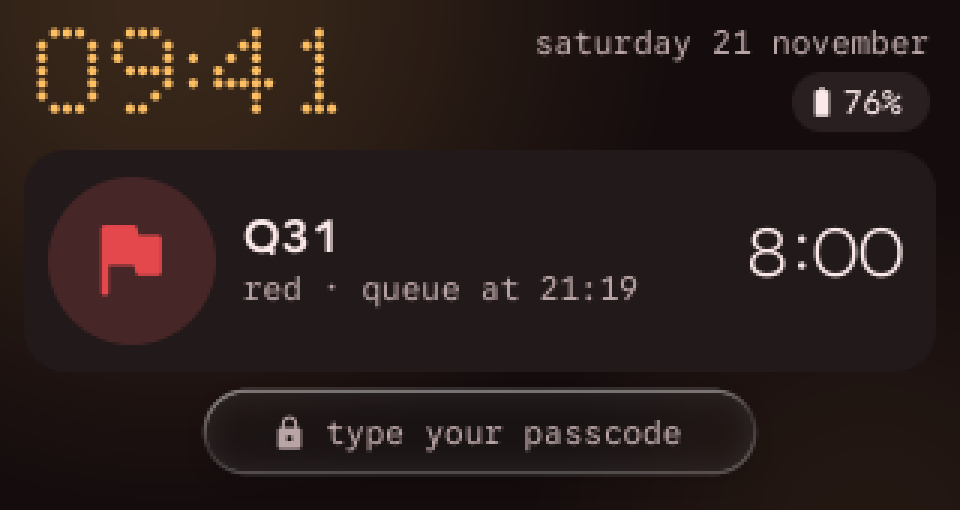 09:41
saturday 21 november
76%
Q31
red · queue at 21:19
8:00
type your passcode